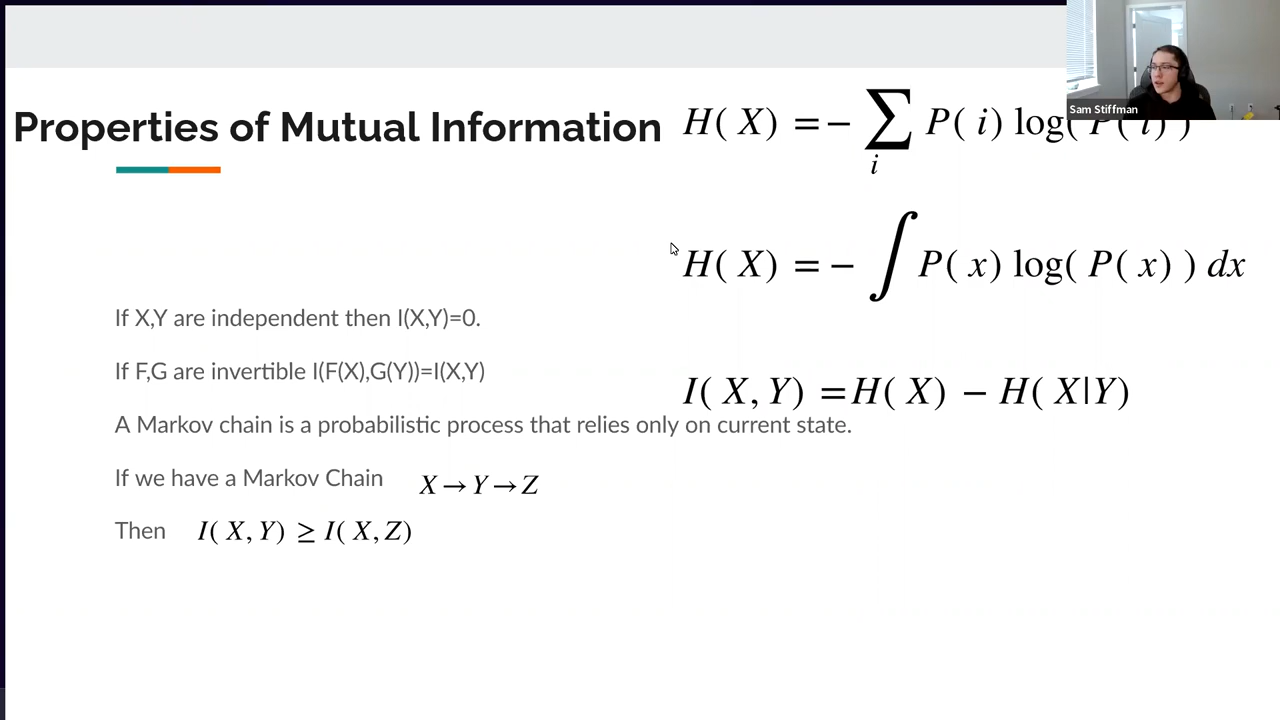 Properties of Mutual Information
H( X) = − ∑ P( i) log( P( i) )
i
Sam Stiffman
H( X) = − ∫ P( x) log( P( x) ) dx
If X,Y are independent then I(X,Y)=0.
If F,G are invertible I(F(X),G(Y))=I(X,Y)
I( X, Y) =H( X) − H( X|Y)
A Markov chain is a probabilistic process that relies only on current state.
If we have a Markov Chain X→Y→Z
Then I( X, Y) ≥ I( X, Z)